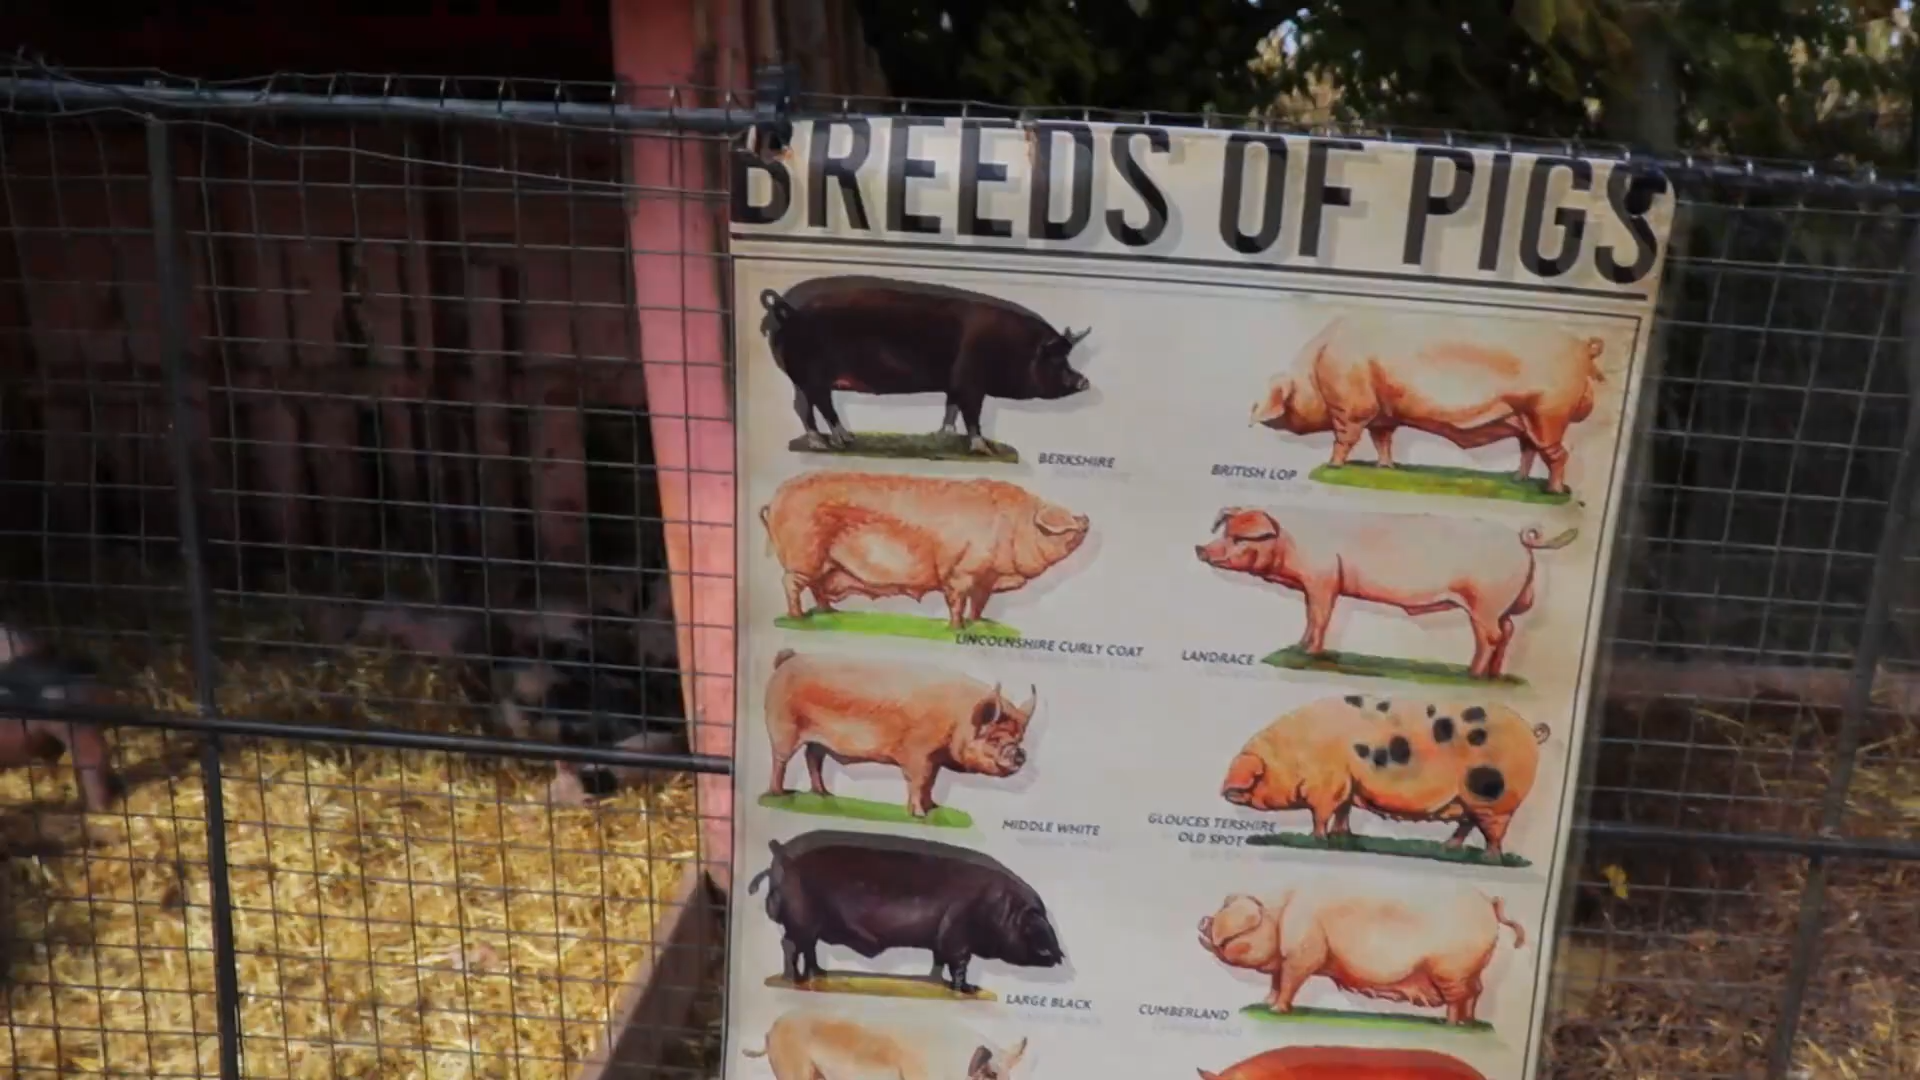 BREEDS OF PIGS
BERKSHIRE
BRITISH LOP
LINCOLNSHIRE CURLY COAT
LANDRACE
MIDDLE WHITE
GLOUCES TERSHIRE
OLD SPOT
LARGE BLACK
CUMBERLAND